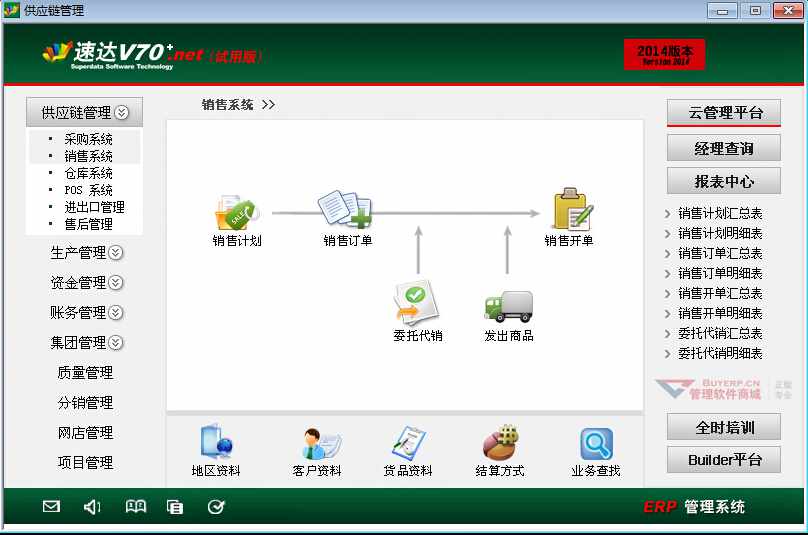 供应链管理
速达V70+.net(试用版)
Superdata Software Technology
2014版本
Version 2014
供应链管理
采购系统
销售系统
仓库系统
POS 系统
进出口管理
售后管理
生产管理
资金管理
账务管理
集团管理
质量管理
分销管理
网店管理
项目管理
销售系统 >>
销售计划
销售订单
销售开单
委托代销
发出商品
地区资料
客户资料
货品资料
结算方式
业务查找
云管理平台
经理查询
报表中心
销售计划汇总表
销售计划明细表
销售订单汇总表
销售订单明细表
销售开单汇总表
销售开单明细表
委托代销汇总表
委托代销明细表
BUYERP.CN
管理软件商城
正版
专业
全时培训
Builder平台
ERP 管理系统